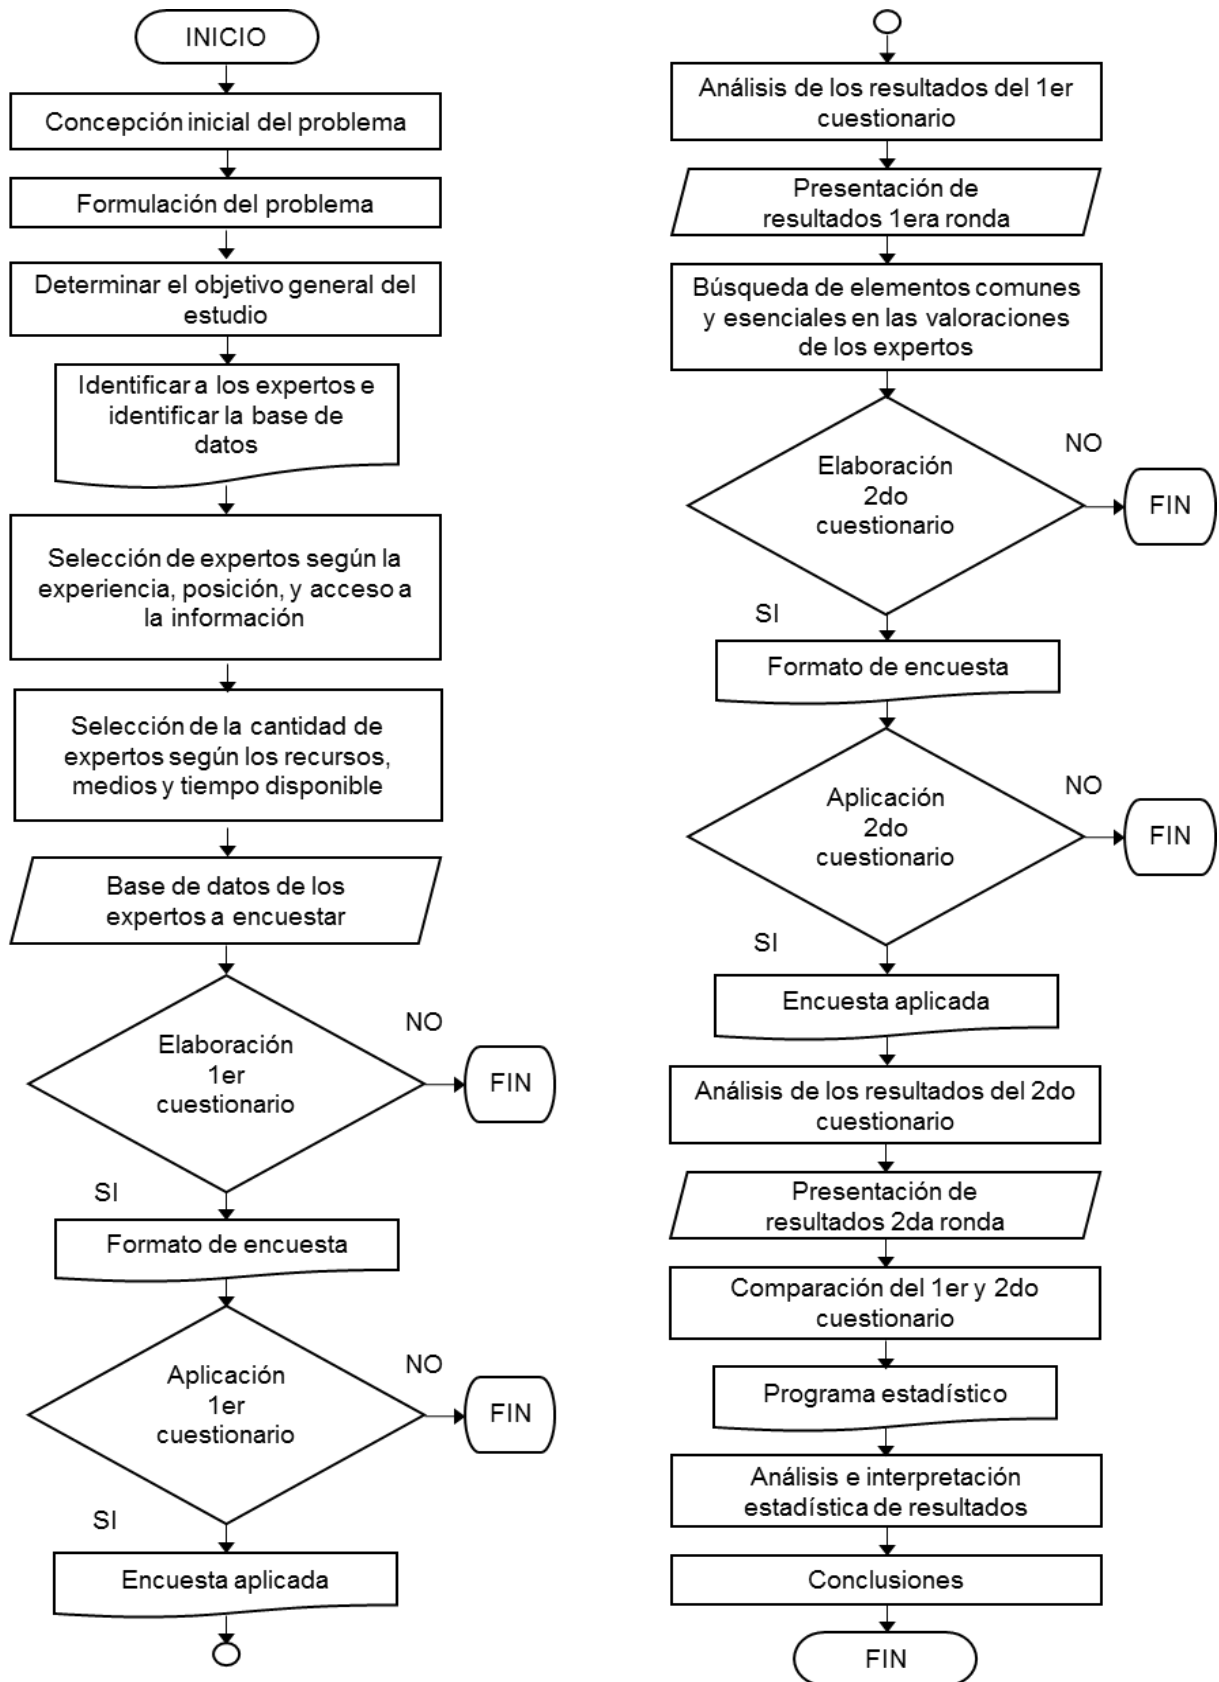 INICIO
Concepción inicial del problema
Formulación del problema
Determinar el objetivo general del
estudio
Identificar a los expertos e
identificar la base de
datos
Selección de expertos según la
experiencia, posición, y acceso a
la información
Selección de la cantidad de
expertos según los recursos,
medios y tiempo disponible
Base de datos de los
expertos a encuestar
Elaboración
1er
cuestionario
NO
FIN
SI
Formato de encuesta
Aplicación
1er
cuestionario
NO
FIN
SI
Encuesta aplicada
Análisis de los resultados del 1er
cuestionario
Presentación de
resultados 1era ronda
Búsqueda de elementos comunes
y esenciales en las valoraciones
de los expertos
Elaboración
2do
cuestionario
NO
FIN
SI
Formato de encuesta
Aplicación
2do
cuestionario
NO
FIN
SI
Encuesta aplicada
Análisis de los resultados del 2do
cuestionario
Presentación de
resultados 2da ronda
Comparación del 1er y 2do
cuestionario
Programa estadístico
Análisis e interpretación
estadística de resultados
Conclusiones
FIN